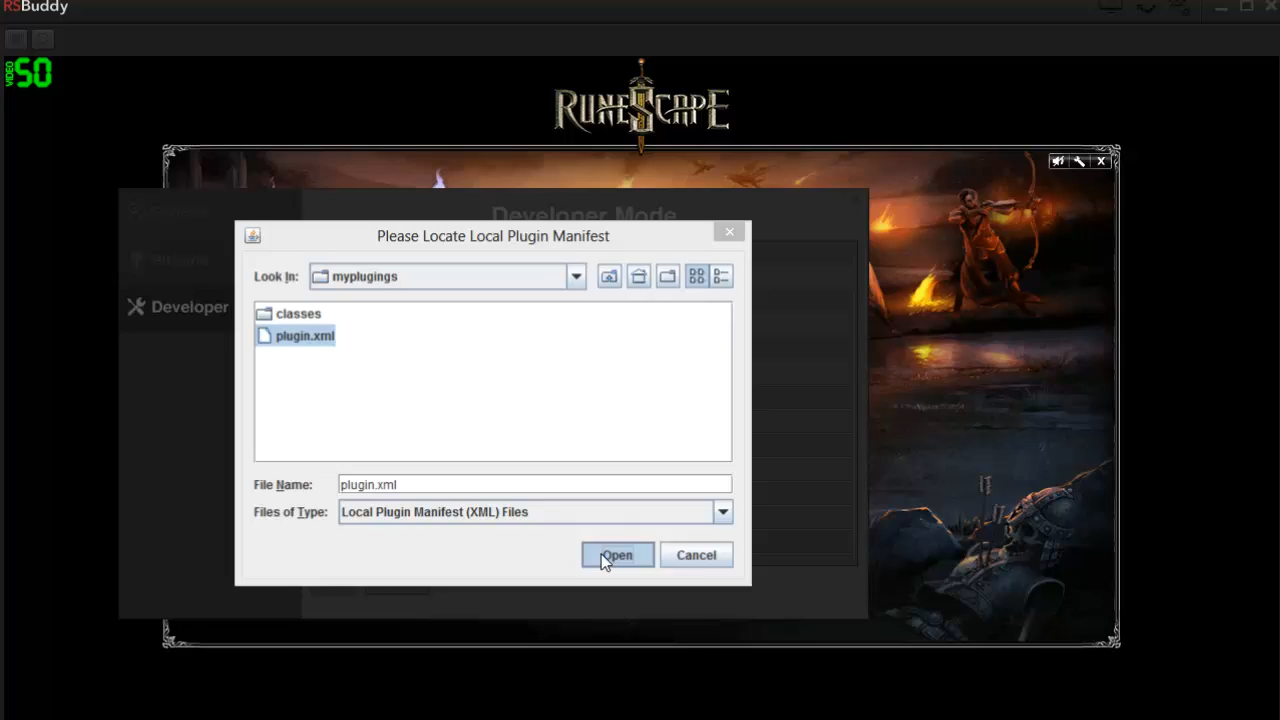 RSBuddy
VIDEO 50
RUNESCAPE
Developer Mode
Please Locate Local Plugin Manifest
Look In: myplugings
Developer
classes
plugin.xml
File Name: plugin.xml
Files of Type: Local Plugin Manifest (XML) Files
Open Cancel